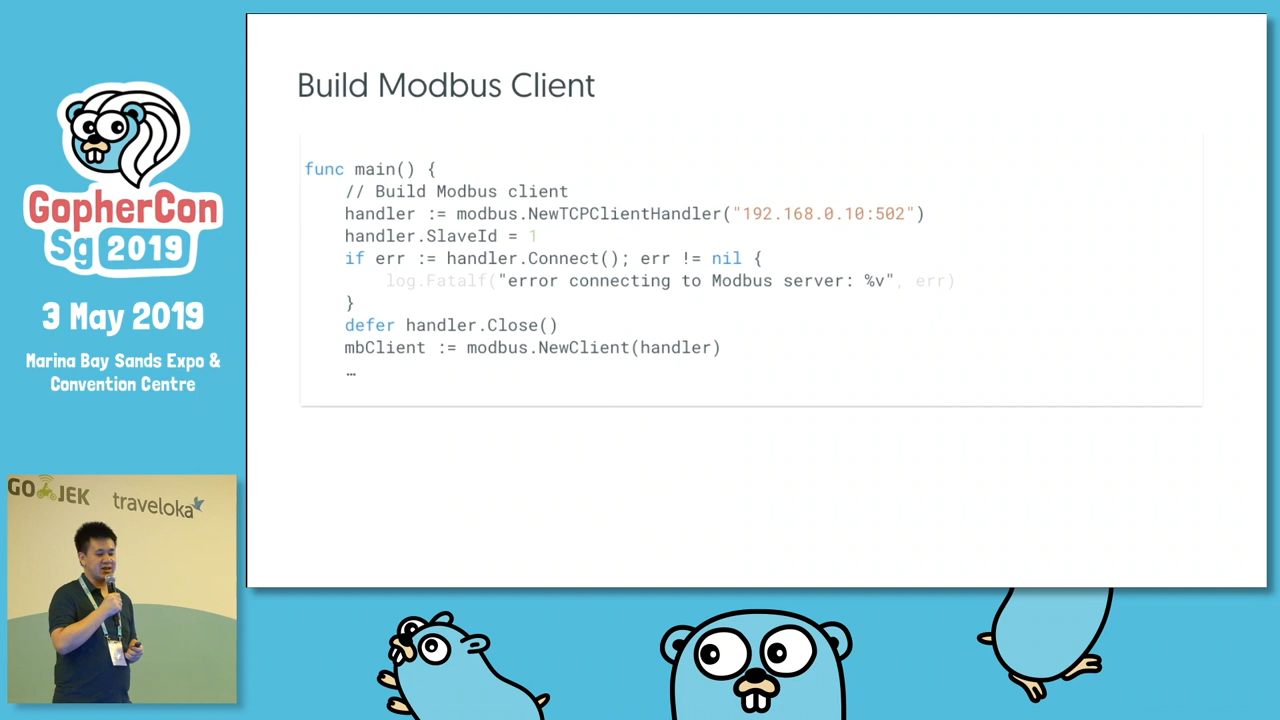 GopherCon
Sg 2019
3 May 2019
Marina Bay Sands Expo &
Convention Centre
GO JEK
traveloka
Build Modbus Client
func main() {
// Build Modbus client
handler := modbus.NewTCPClientHandler("192.168.0.10:502")
handler.SlaveId = 1
if err := handler.Connect(); err != nil {
log.Fatalf("error connecting to Modbus server: %v", err)
}
defer handler.Close()
mbClient := modbus.NewClient(handler)
…